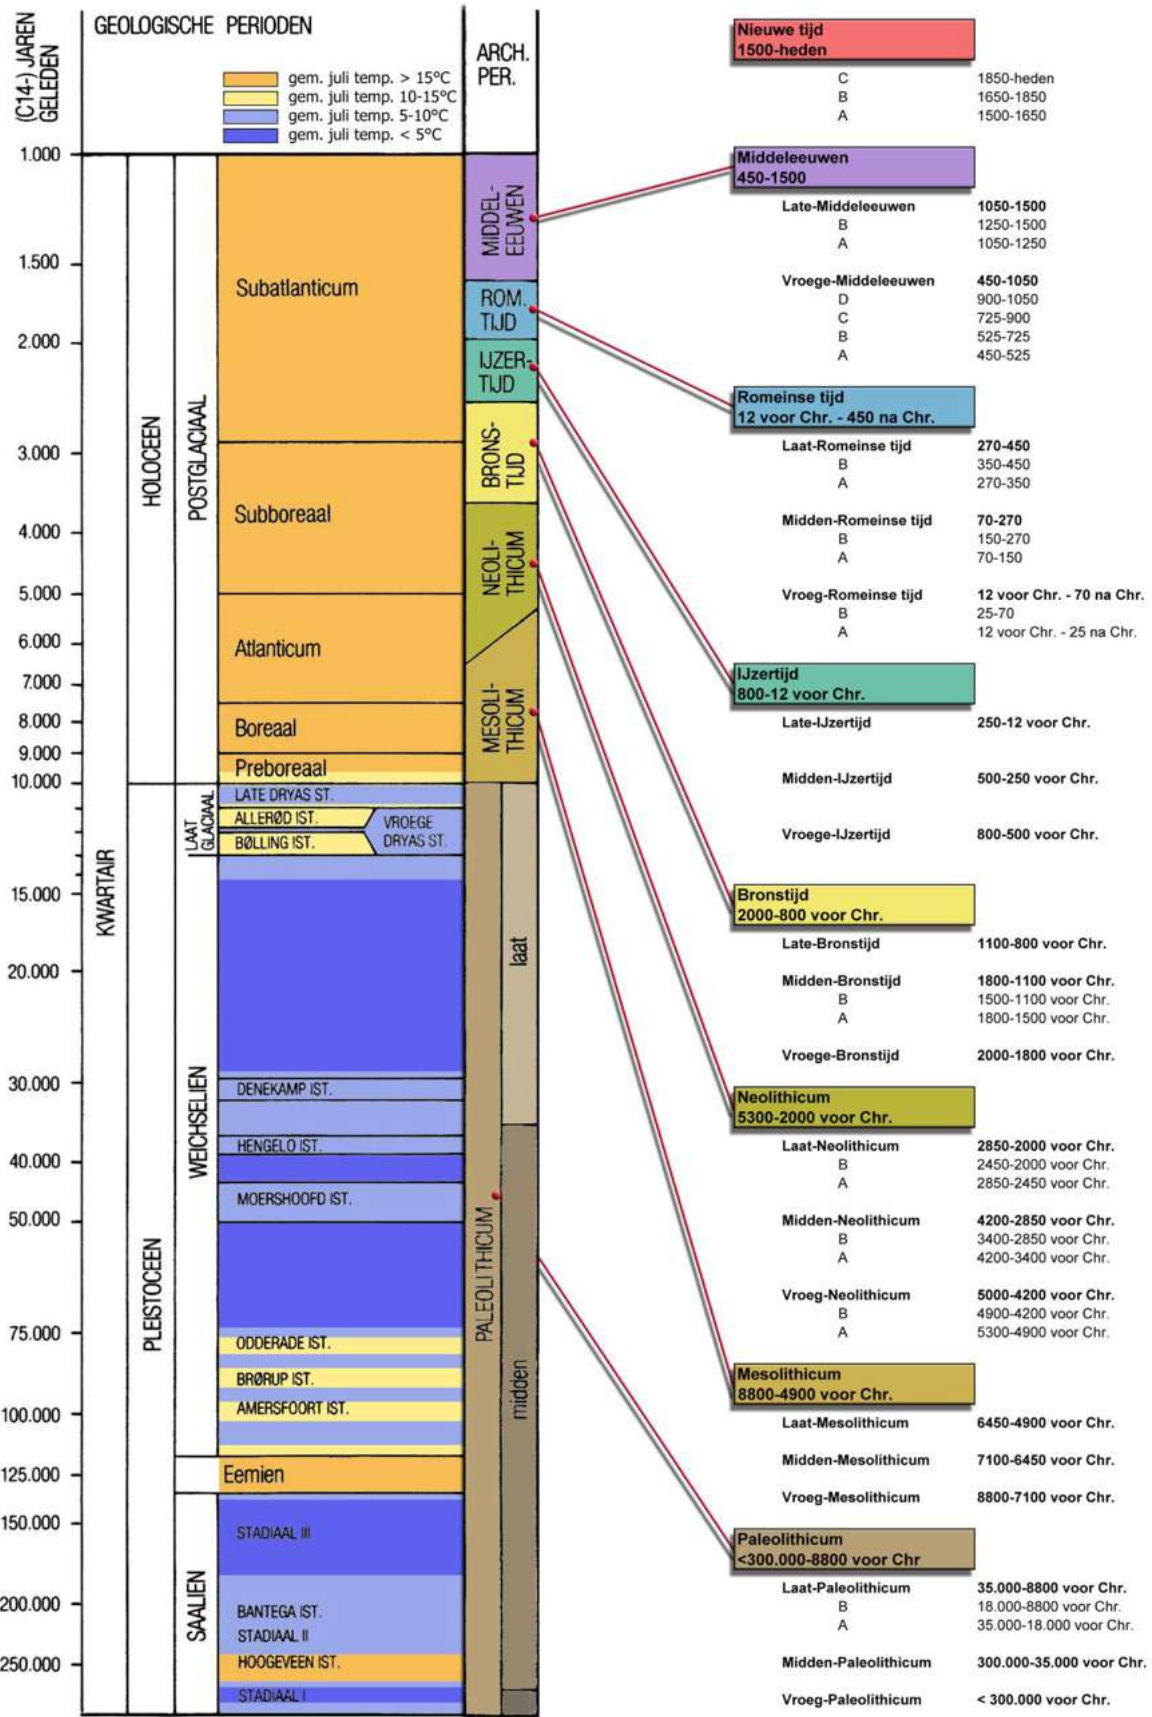 (C14-) JAREN
GELEDEN
GEOLOGISCHE PERIODEN
gem. juli temp. > 15°C
gem. juli temp. 10-15°C
gem. juli temp. 5-10°C
gem. juli temp. < 5°C
ARCH.
PER.
1.000
1.500
2.000
3.000
4.000
5.000
6.000
7.000
8.000
9.000
10.000
15.000
20.000
30.000
40.000
50.000
75.000
100.000
125.000
150.000
200.000
250.000
KWARTAIR
HOLOCEEN
PLEISTOCEEN
POSTGLACIAAL
LAAT
GLACIAAL
WEICHSELIEN
SAALIEN
Subatlanticum
Subboreaal
Atlanticum
Boreaal
Preboreaal
LATE DRYAS ST.
ALLERØD IST.
VROEGE
DRYAS ST.
BØLLING IST.
DENEKAMP IST.
HENGELO IST.
MOERSHOOFD IST.
ODDERADE IST.
BRØRUP IST.
AMERSFOORT IST.
Eemien
STADIAAL III
BANTEGA IST.
STADIAAL II
HOOGEVEEN IST.
STADIAAL I
MIDDEL-
EEUWEN
ROM.
TIJD
IJZER-
TIJD
BRONS-
TIJD
NEOLI-
THICUM
MESOLI-
THICUM
PALEOLITHICUM
laat
midden
Nieuwe tijd
1500-heden
C 1850-heden
B 1650-1850
A 1500-1650
Middeleeuwen
450-1500
Late-Middeleeuwen 1050-1500
B 1250-1500
A 1050-1250
Vroege-Middeleeuwen 450-1050
D 900-1050
C 725-900
B 525-725
A 450-525
Romeinse tijd
12 voor Chr. - 450 na Chr.
Laat-Romeinse tijd 270-450
B 350-450
A 270-350
Midden-Romeinse tijd 70-270
B 150-270
A 70-150
Vroeg-Romeinse tijd 12 voor Chr. - 70 na Chr.
B 25-70
A 12 voor Chr. - 25 na Chr.
IJzertijd
800-12 voor Chr.
Late-IJzertijd 250-12 voor Chr.
Midden-IJzertijd 500-250 voor Chr.
Vroege-IJzertijd 800-500 voor Chr.
Bronstijd
2000-800 voor Chr.
Late-Bronstijd 1100-800 voor Chr.
Midden-Bronstijd 1800-1100 voor Chr.
B 1500-1100 voor Chr.
A 1800-1500 voor Chr.
Vroege-Bronstijd 2000-1800 voor Chr.
Neolithicum
5300-2000 voor Chr.
Laat-Neolithicum 2850-2000 voor Chr.
B 2450-2000 voor Chr.
A 2850-2450 voor Chr.
Midden-Neolithicum 4200-2850 voor Chr.
B 3400-2850 voor Chr.
A 4200-3400 voor Chr.
Vroeg-Neolithicum 5000-4200 voor Chr.
B 4900-4200 voor Chr.
A 5300-4900 voor Chr.
Mesolithicum
8800-4900 voor Chr.
Laat-Mesolithicum 6450-4900 voor Chr.
Midden-Mesolithicum 7100-6450 voor Chr.
Vroeg-Mesolithicum 8800-7100 voor Chr.
Paleolithicum
<300.000-8800 voor Chr
Laat-Paleolithicum 35.000-8800 voor Chr.
B 18.000-8800 voor Chr.
A 35.000-18.000 voor Chr.
Midden-Paleolithicum 300.000-35.000 voor Chr.
Vroeg-Paleolithicum < 300.000 voor Chr.